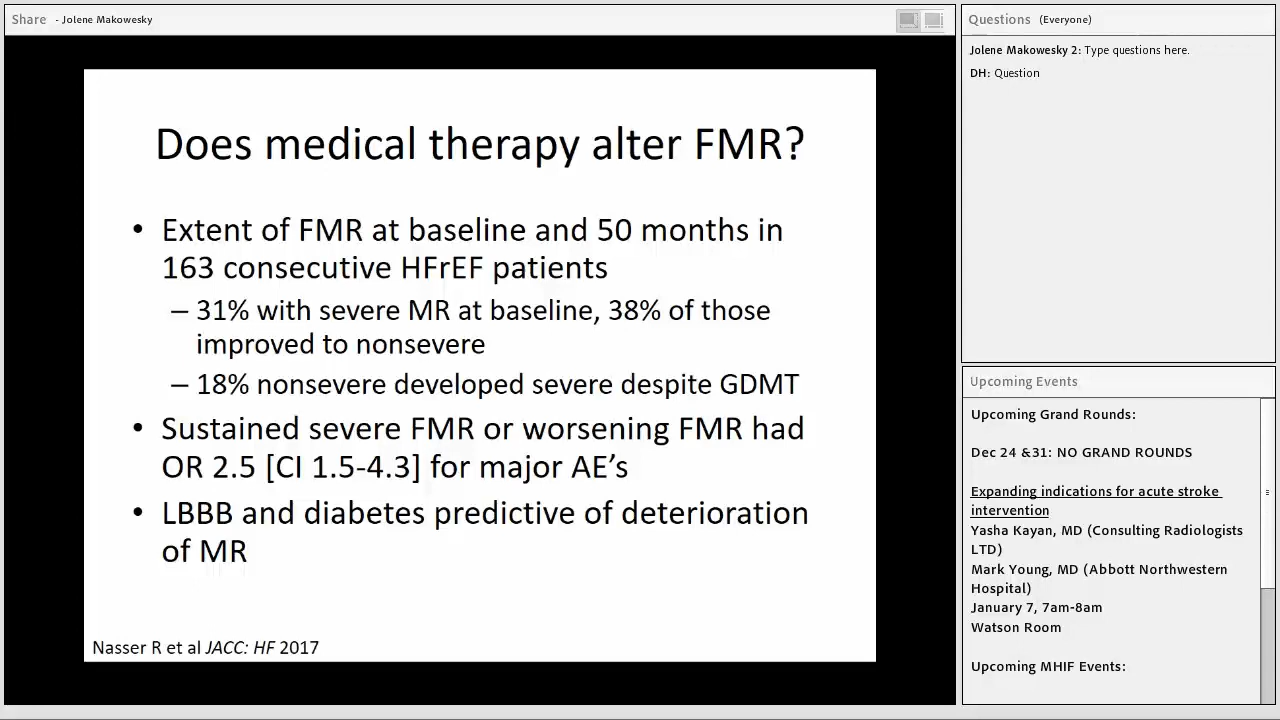 Share - Jolene Makowesky
Does medical therapy alter FMR?
• Extent of FMR at baseline and 50 months in
163 consecutive HFrEF patients
– 31% with severe MR at baseline, 38% of those
improved to nonsevere
– 18% nonsevere developed severe despite GDMT
• Sustained severe FMR or worsening FMR had
OR 2.5 [CI 1.5-4.3] for major AE’s
• LBBB and diabetes predictive of deterioration
of MR
Nasser R et al JACC: HF 2017
Questions (Everyone)
Jolene Makowesky 2: Type questions here.
DH: Question
Upcoming Events
Upcoming Grand Rounds:
Dec 24 &31: NO GRAND ROUNDS
Expanding indications for acute stroke
intervention
Yasha Kayan, MD (Consulting Radiologists
LTD)
Mark Young, MD (Abbott Northwestern
Hospital)
January 7, 7am-8am
Watson Room
Upcoming MHIF Events: